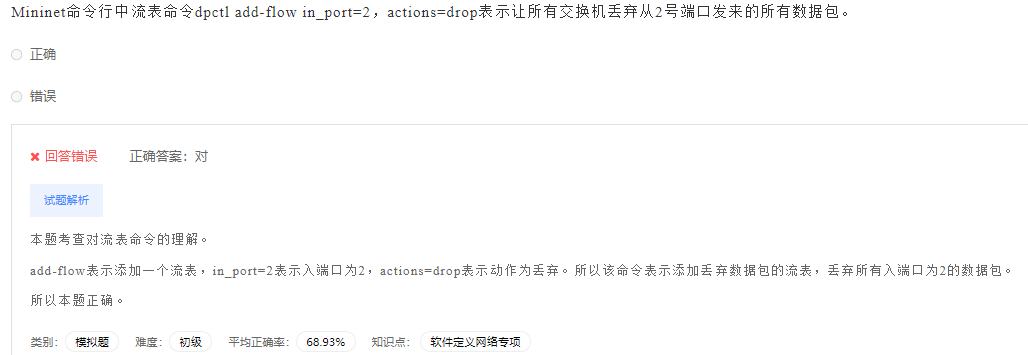 Mininet命令行中流表命令dpctl add-flow in_port=2，actions=drop表示让所有交换机丢弃从2号端口发来的所有数据包。
正确
错误
回答错误 正确答案：对
试题解析
本题考查对流表命令的理解。
add-flow表示添加一个流表，in_port=2表示入端口为2，actions=drop表示动作为丢弃。所以该命令表示添加丢弃数据包的流表，丢弃所有入端口为2的数据包。
所以本题正确。
类别： 模拟题 难度： 初级 平均正确率： 68.93% 知识点： 软件定义网络专项